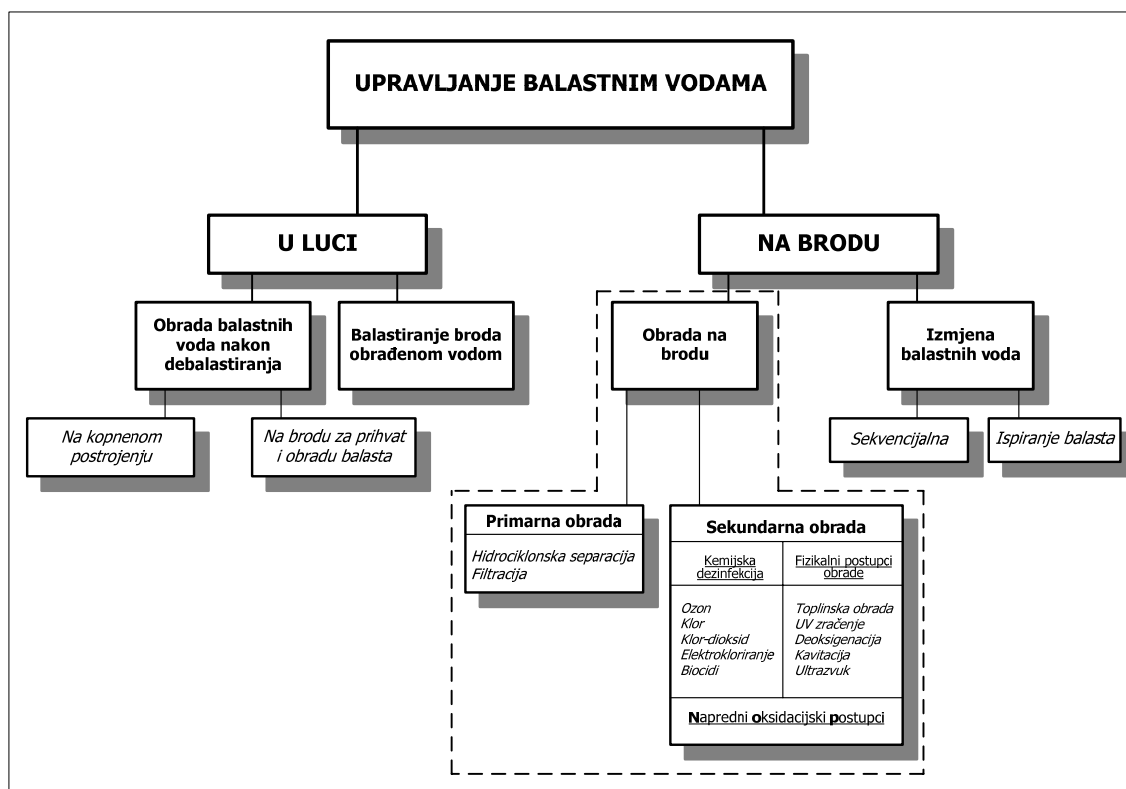 UPRAVLJANJE BALASTNIM VODAMA
U LUCI
NA BRODU
Obrada balastnih
voda nakon
debalastiranja
Balastiranje broda
obrađenom vodom
Obrada na
brodu
Izmjena
balastnih voda
Na kopnenom
postrojenju
Na brodu za prihvat
i obradu balasta
Sekvencijalna
Ispiranje balasta
Primarna obrada
Hidrociklonska separacija
Filtracija
Sekundarna obrada
Kemijska
dezinfekcija
Fizikalni postupci
obrade
Ozon
Klor
Klor-dioksid
Elektrokloriranje
Biocidi
Toplinska obrada
UV zračenje
Deoksigenacija
Kavitacija
Ultrazvuk
Napredni oksidacijski postupci